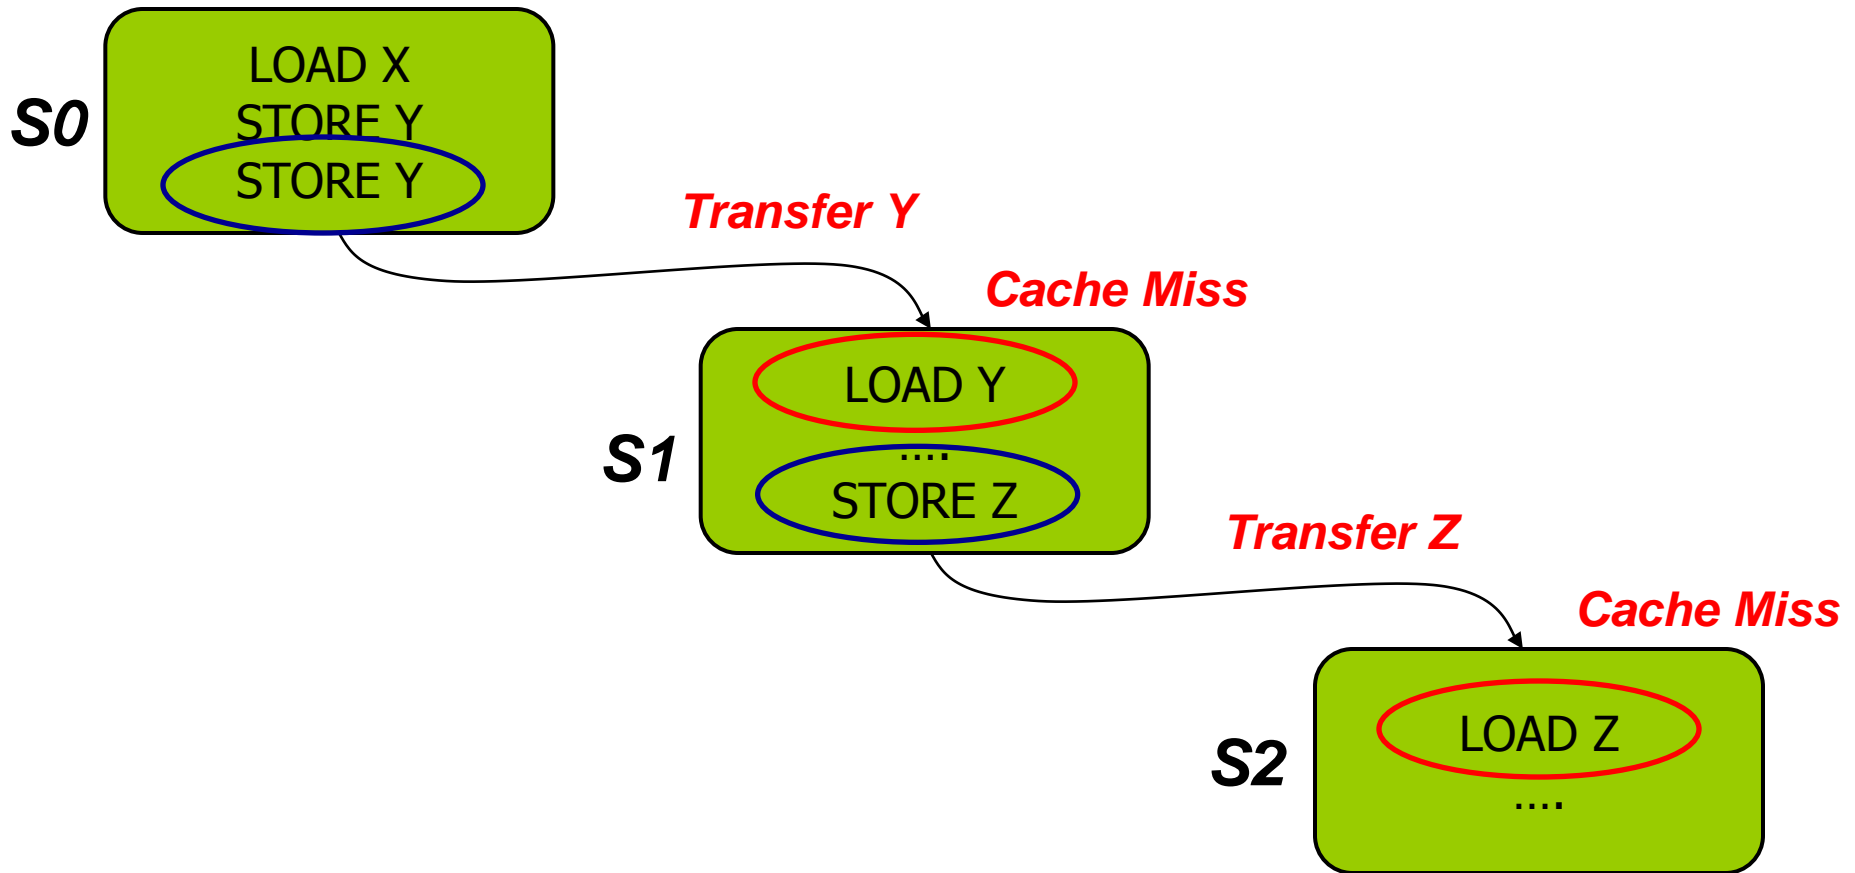 S0
LOAD X
STORE Y
STORE Y
Transfer Y
Cache Miss
S1
LOAD Y
....
STORE Z
Transfer Z
Cache Miss
S2
LOAD Z
....